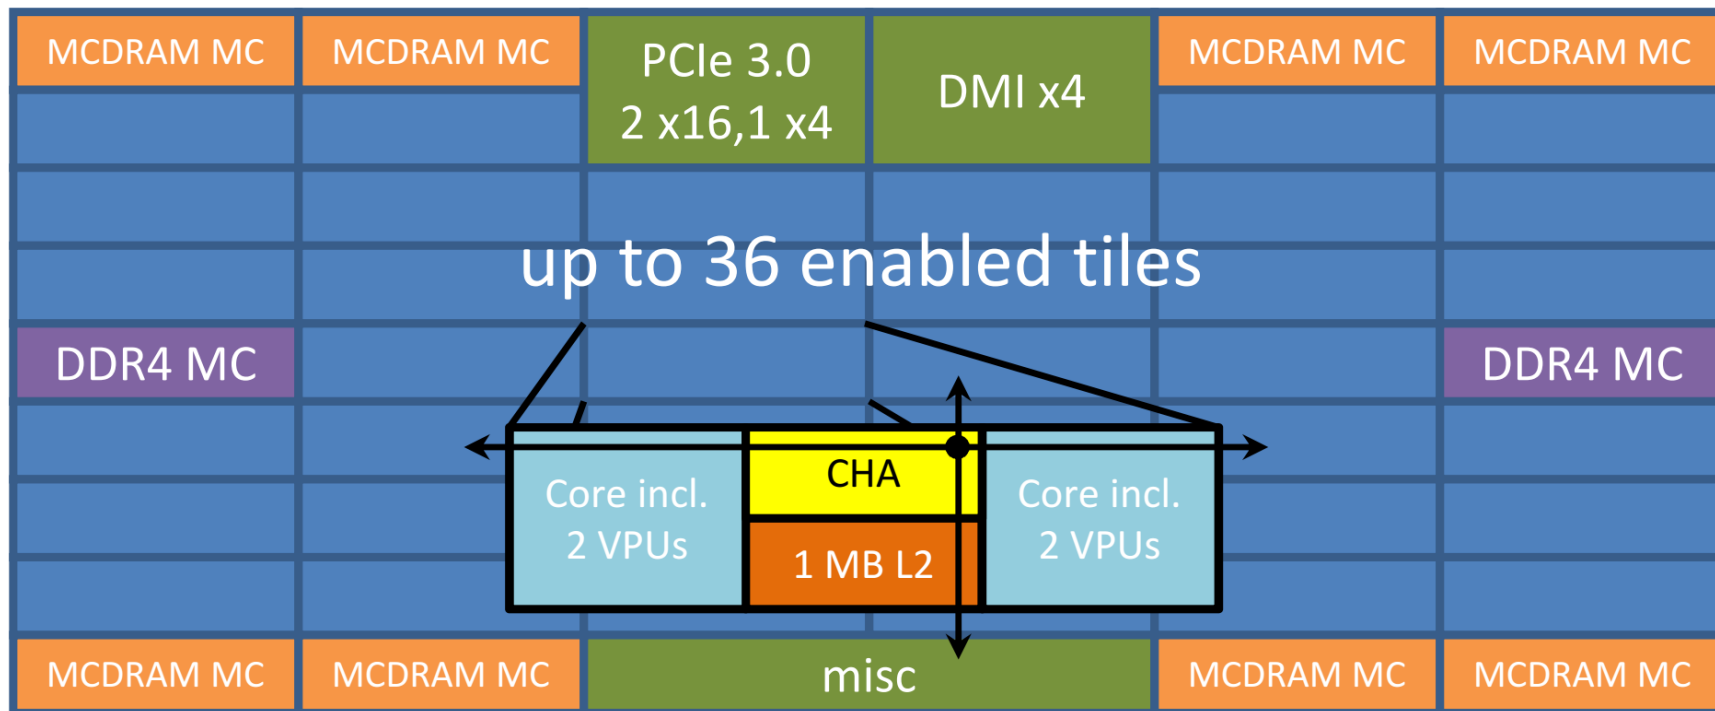 MCDRAM MC
MCDRAM MC
PCIe 3.0
2 x16,1 x4
DMI x4
MCDRAM MC
MCDRAM MC
up to 36 enabled tiles
DDR4 MC
DDR4 MC
Core incl.
2 VPUs
CHA
1 MB L2
Core incl.
2 VPUs
MCDRAM MC
MCDRAM MC
misc
MCDRAM MC
MCDRAM MC